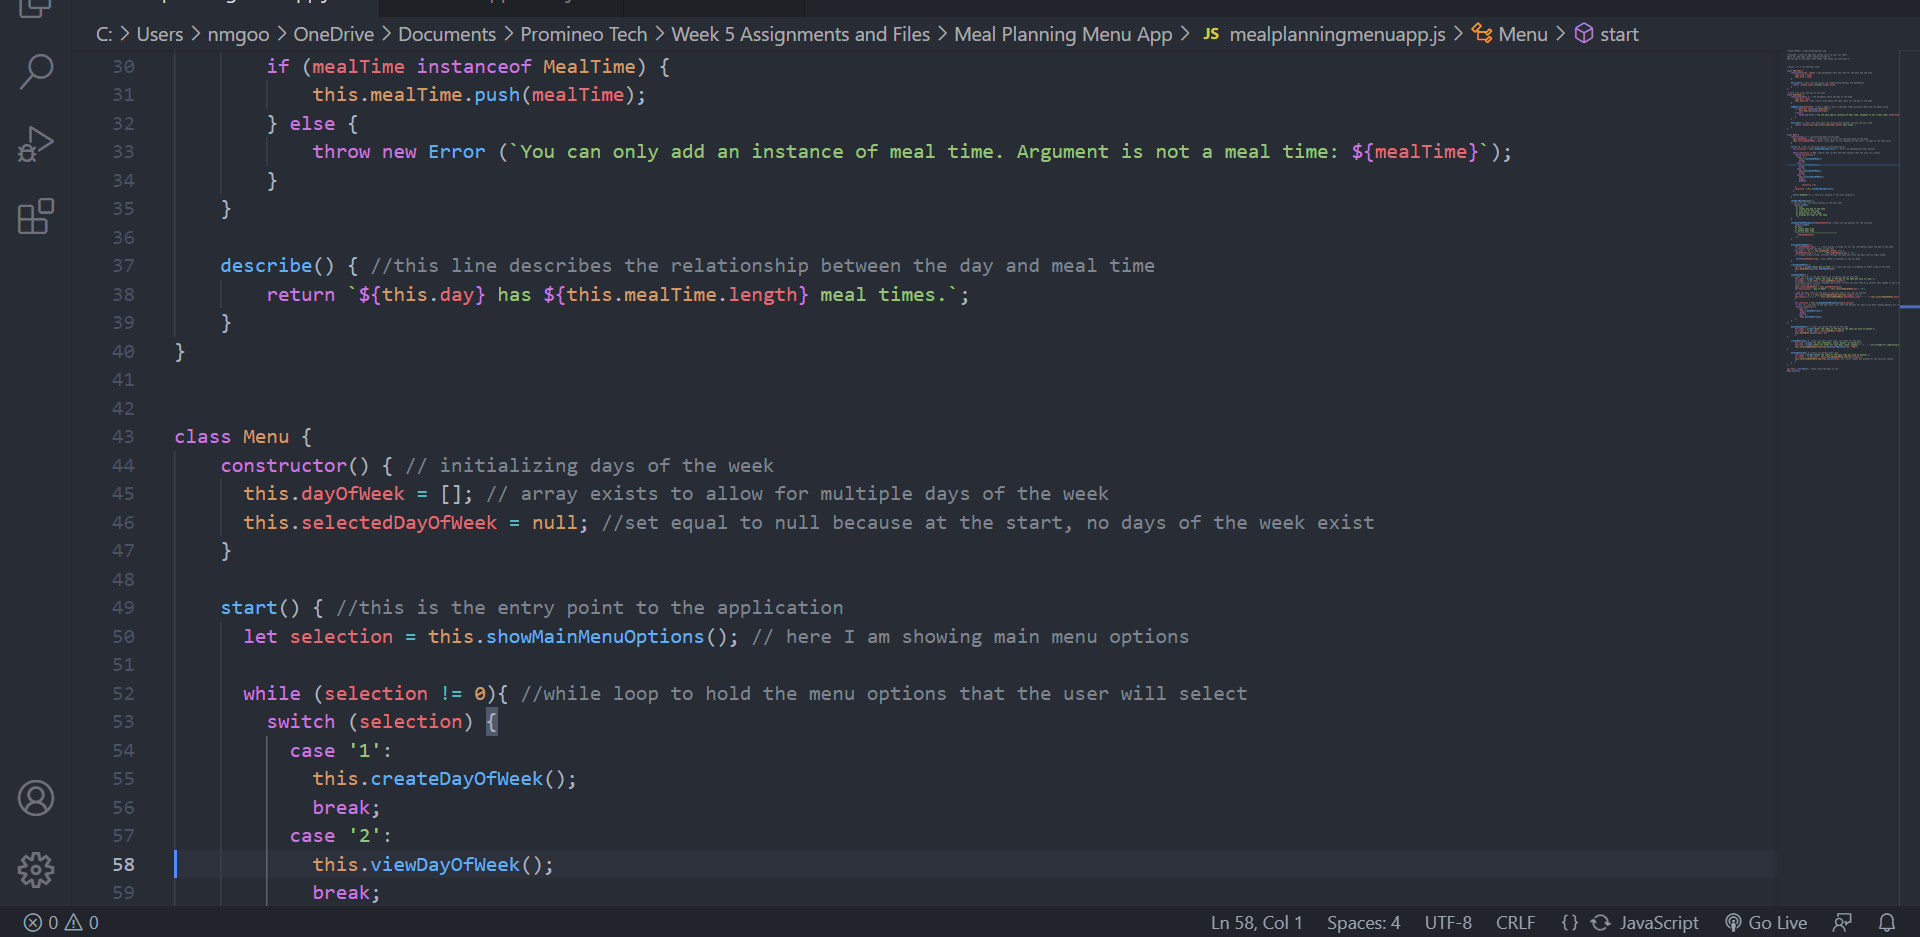 C: > Users > nmgoo > OneDrive > Documents > Promineo Tech > Week 5 Assignments and Files > Meal Planning Menu App > JS mealplanningmenuapp.js > Menu > start
30 if (mealTime instanceof MealTime) {
31 this.mealTime.push(mealTime);
32 } else {
33 throw new Error (`You can only add an instance of meal time. Argument is not a meal time: ${mealTime}`);
34 }
35 }
36
37 describe() { //this line describes the relationship between the day and meal time
38 return `${this.day} has ${this.mealTime.length} meal times.`;
39 }
40 }
41
42
43 class Menu {
44 constructor() { // initializing days of the week
45 this.dayOfWeek = []; // array exists to allow for multiple days of the week
46 this.selectedDayOfWeek = null; //set equal to null because at the start, no days of the week exist
47 }
48
49 start() { //this is the entry point to the application
50 let selection = this.showMainMenuOptions(); // here I am showing main menu options
51
52 while (selection != 0){ //while loop to hold the menu options that the user will select
53 switch (selection) {
54 case '1':
55 this.createDayOfWeek();
56 break;
57 case '2':
58 this.viewDayOfWeek();
59 break;
0 0 Ln 58, Col 1 Spaces: 4 UTF-8 CRLF {} JavaScript Go Live